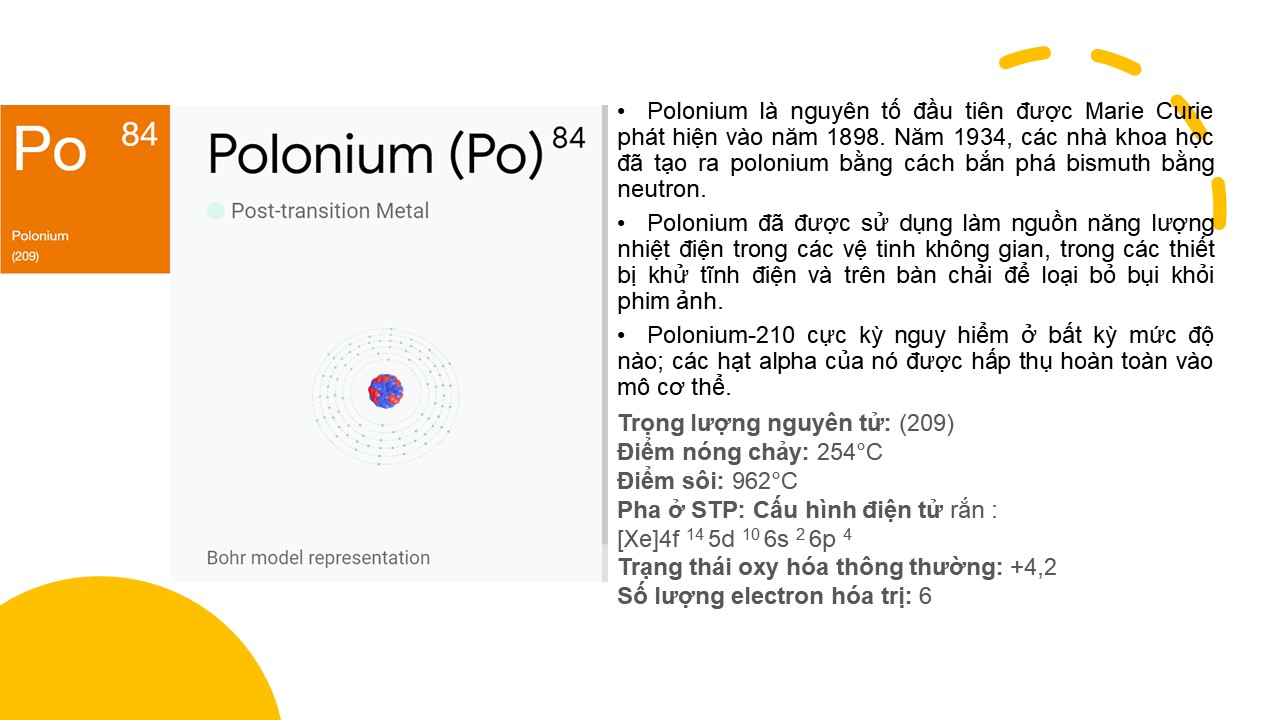 Po 84
Polonium
(209)
Polonium (Po) 84
Post-transition Metal
Bohr model representation
• Polonium là nguyên tố đầu tiên được Marie Curie
phát hiện vào năm 1898. Năm 1934, các nhà khoa học
đã tạo ra polonium bằng cách bắn phá bismuth bằng
neutron.
• Polonium đã được sử dụng làm nguồn năng lượng
nhiệt điện trong các vệ tinh không gian, trong các thiết
bị khử tĩnh điện và trên bàn chải để loại bỏ bụi khỏi
phim ảnh.
• Polonium-210 cực kỳ nguy hiểm ở bất kỳ mức độ
nào; các hạt alpha của nó được hấp thụ hoàn toàn vào
mô cơ thể.
Trọng lượng nguyên tử: (209)
Điểm nóng chảy: 254°C
Điểm sôi: 962°C
Pha ở STP: Cấu hình điện tử rắn :
[Xe]4f 14 5d 10 6s 2 6p 4
Trạng thái oxy hóa thông thường: +4,2
Số lượng electron hóa trị: 6